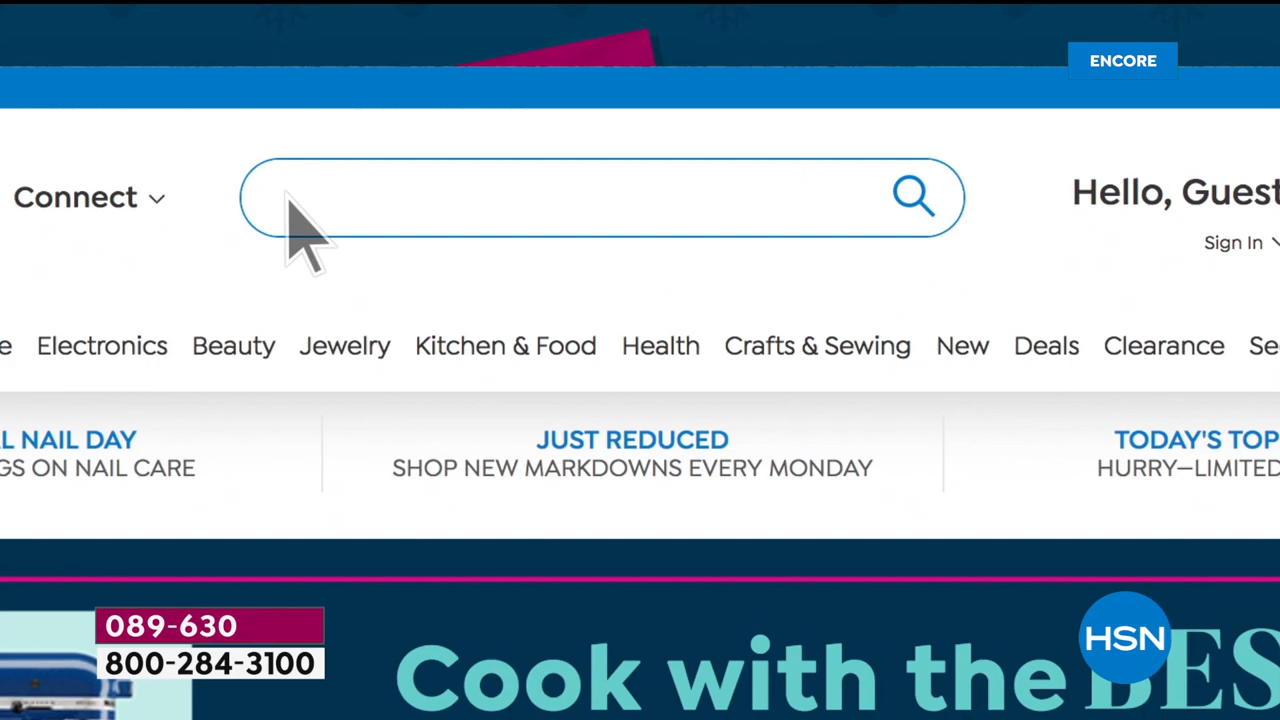 ENCORE
Connect
Hello, Guest
Sign In
Electronics Beauty Jewelry Kitchen & Food Health Crafts & Sewing New Deals Clearance
NAIL DAY JUST REDUCED TODAY'S TOP
ON NAIL CARE SHOP NEW MARKDOWNS EVERY MONDAY HURRY—LIMITED
089-630
800-284-3100
Cook with the
HSN